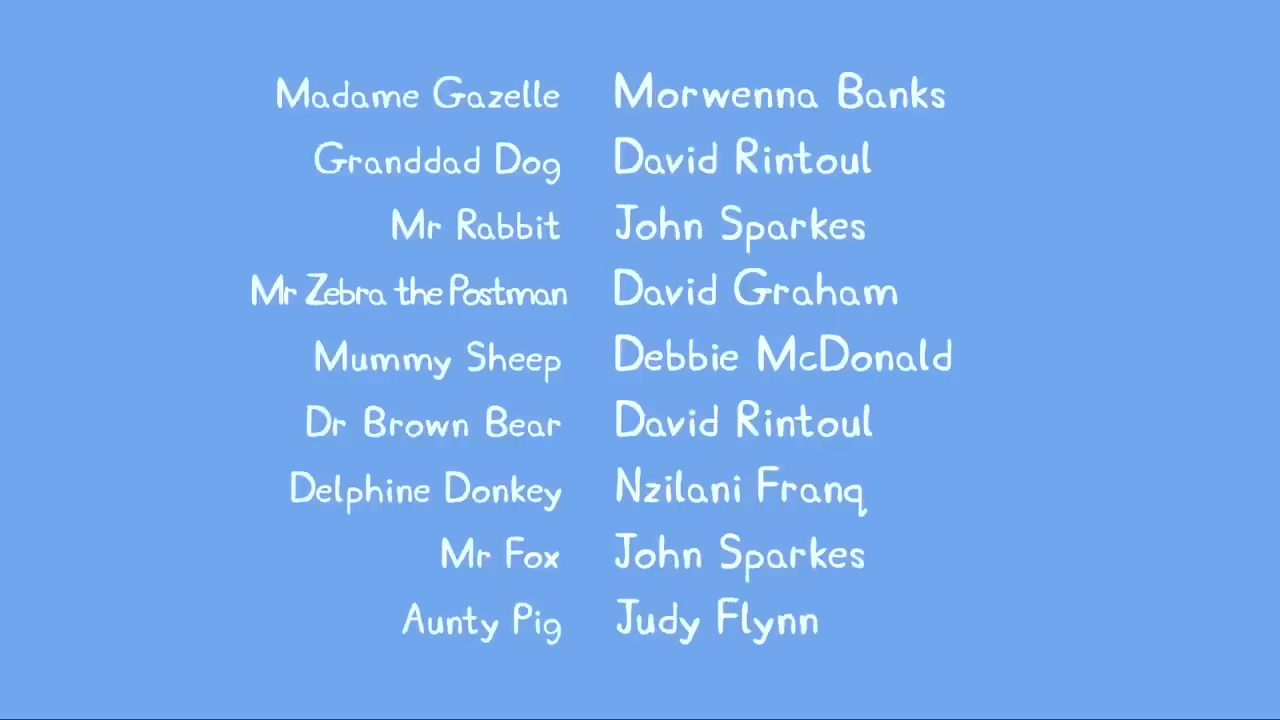 Madame Gazelle Morwenna Banks
Granddad Dog David Rintoul
Mr Rabbit John Sparkes
Mr Zebra the Postman David Graham
Mummy Sheep Debbie McDonald
Dr Brown Bear David Rintoul
Delphine Donkey Nzilani Franq
Mr Fox John Sparkes
Aunty Pig Judy Flynn